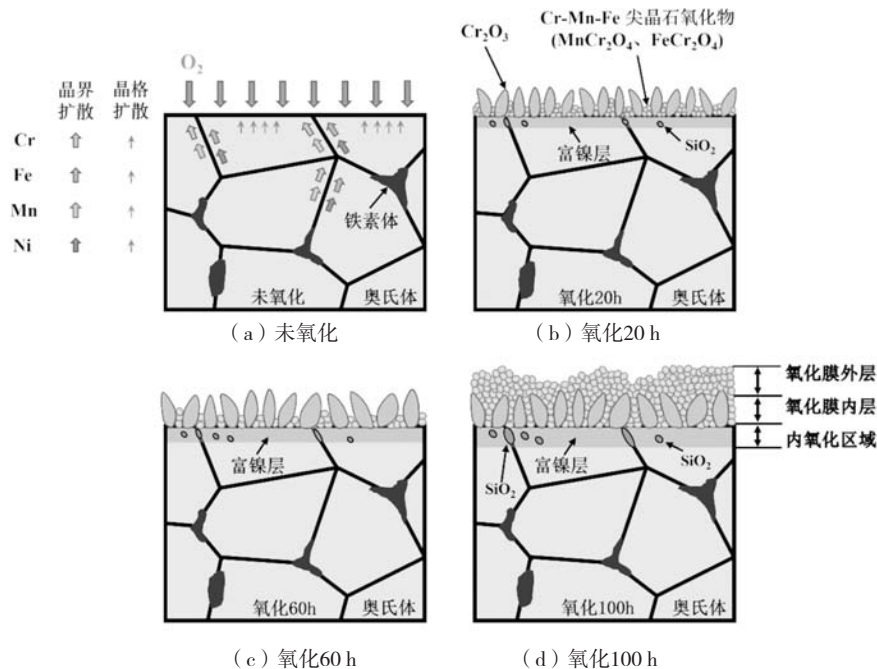 O₂
晶界 晶格
扩散 扩散
Cr
Fe
Mn
Ni
铁素体
未氧化 奥氏体
(a)未氧化
Cr-Mn-Fe 尖晶石氧化物
Cr₂O₃ (MnCr₂O₄、FeCr₂O₄)
富镍层 SiO₂
氧化20h 奥氏体
(b)氧化20 h
富镍层
氧化60h 奥氏体
(c)氧化60 h
氧化膜外层
氧化膜内层
内氧化区域
富镍层 SiO₂
SiO₂
氧化100h 奥氏体
(d)氧化100 h